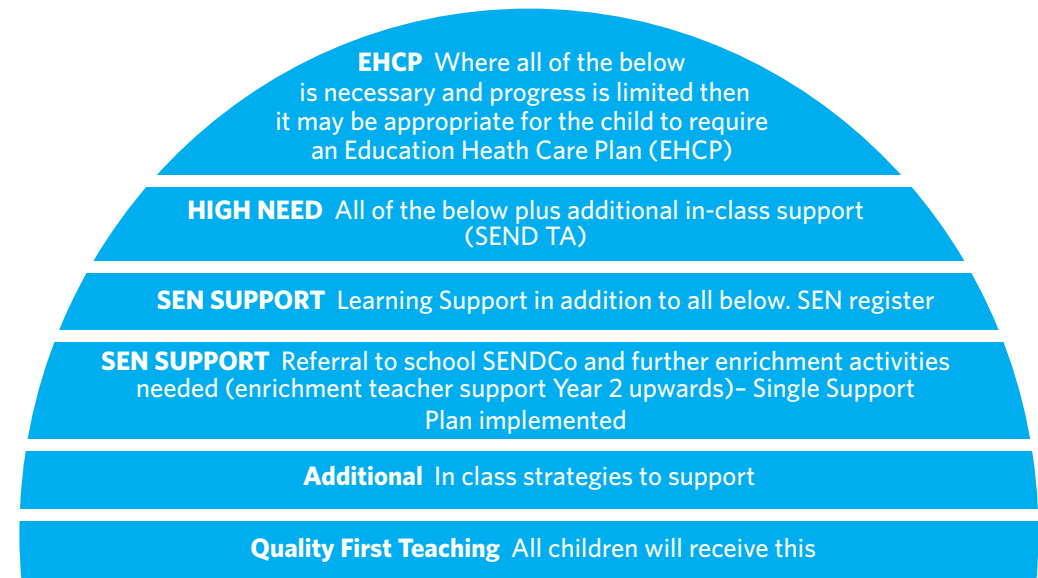 EHCP Where all of the below
is necessary and progress is limited then
it may be appropriate for the child to require
an Education Heath Care Plan (EHCP)
HIGH NEED All of the below plus additional in-class support
(SEND TA)
SEN SUPPORT Learning Support in addition to all below. SEN register
SEN SUPPORT Referral to school SENDCo and further enrichment activities
needed (enrichment teacher support Year 2 upwards)– Single Support
Plan implemented
Additional In class strategies to support
Quality First Teaching All children will receive this